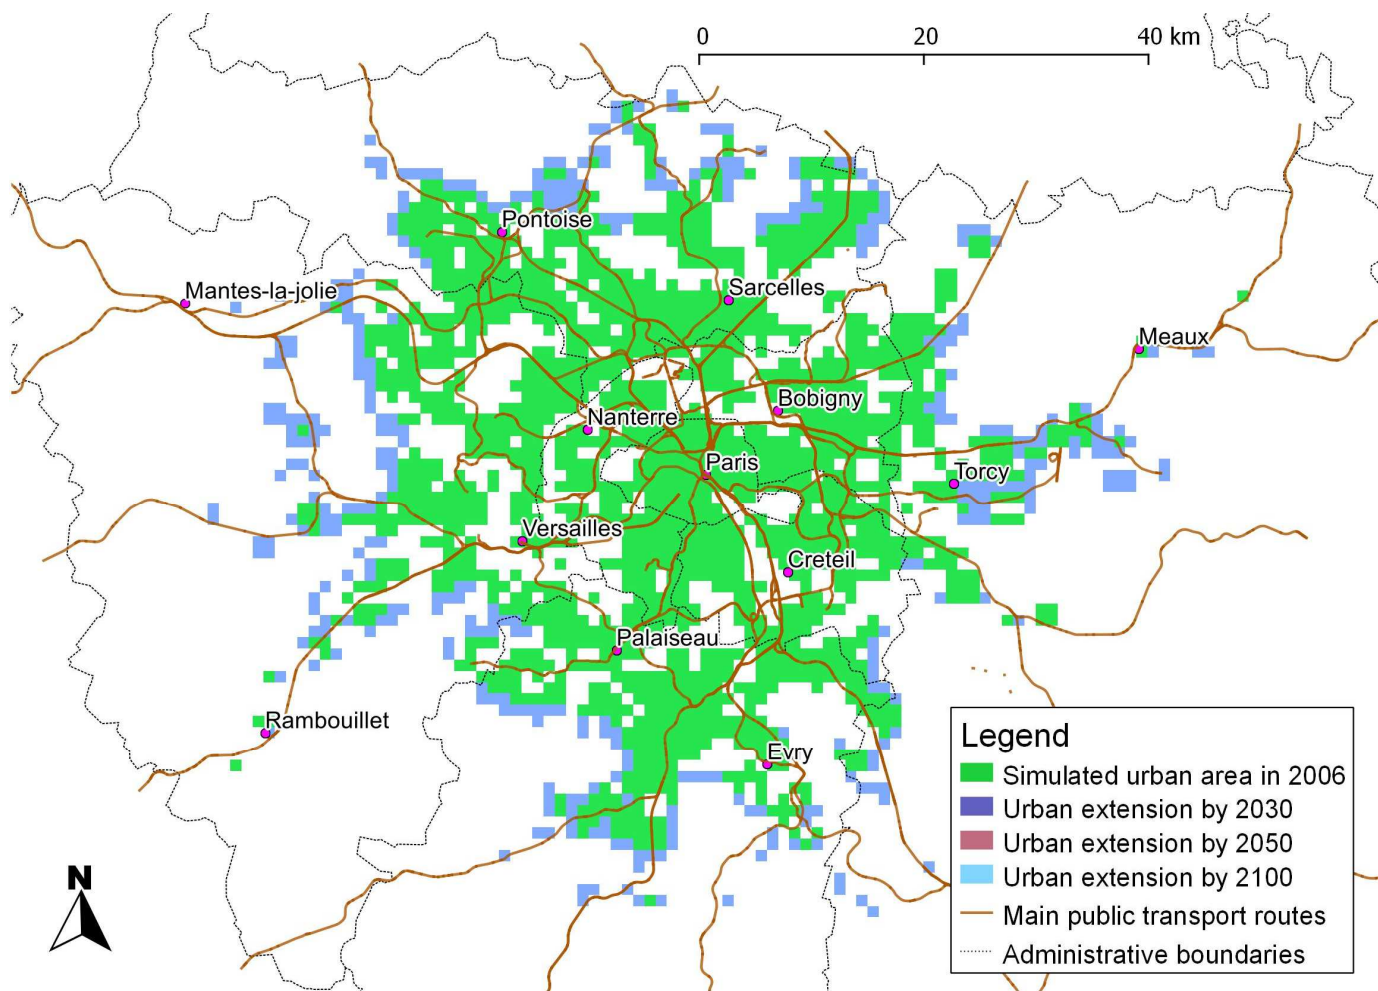 0 20 40 km
Pontoise
Mantes-la-jolie
Sarcelles
Meaux
Bobigny
Nanterre
Paris
Torcy
Versailles
Creteil
Palaiseau
Rambouillet
Evry
Legend
Simulated urban area in 2006
Urban extension by 2030
Urban extension by 2050
Urban extension by 2100
Main public transport routes
Administrative boundaries
N